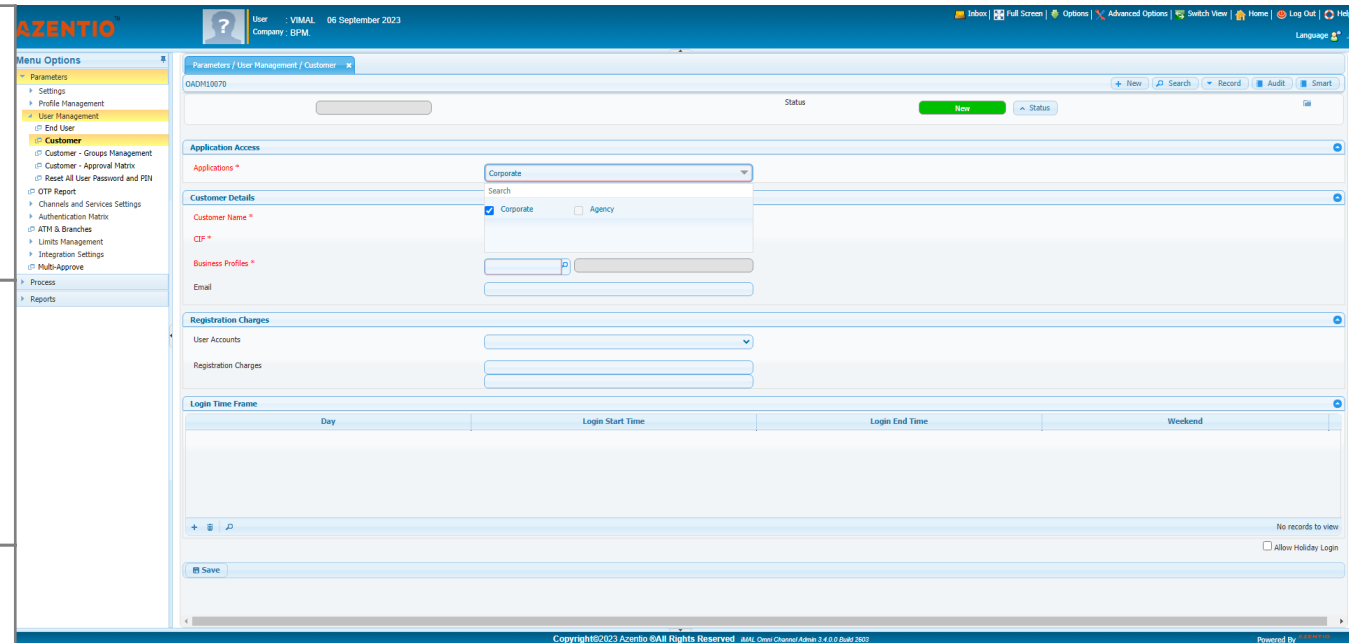 AZENTIO
User : VIMAL 06 September 2023
Company : BPM.
Inbox | Full Screen | Options | Advanced Options | Switch View | Home | Log Out | Hel
Language
Menu Options
Parameters
Settings
Profile Management
User Management
End User
Customer
Customer - Groups Management
Customer - Approval Matrix
Reset All User Password and PIN
OTP Report
Channels and Services Settings
Authentication Matrix
ATM & Branches
Limits Management
Integration Settings
Multi-Approve
Process
Reports
Parameters / User Management / Customer
OADM10070
New Search Record Audit Smart
Status New Status
Application Access
Applications * Corporate
Search
Corporate Agency
Customer Details
Customer Name *
CIF *
Business Profiles *
Email
Registration Charges
User Accounts
Registration Charges
Login Time Frame
Day Login Start Time Login End Time Weekend
No records to view
Allow Holiday Login
Save
Copyright©2023 Azentio ®All Rights Reserved iMAL Omni Channel Admin 3.4.0.0 Build 2603
Powered By